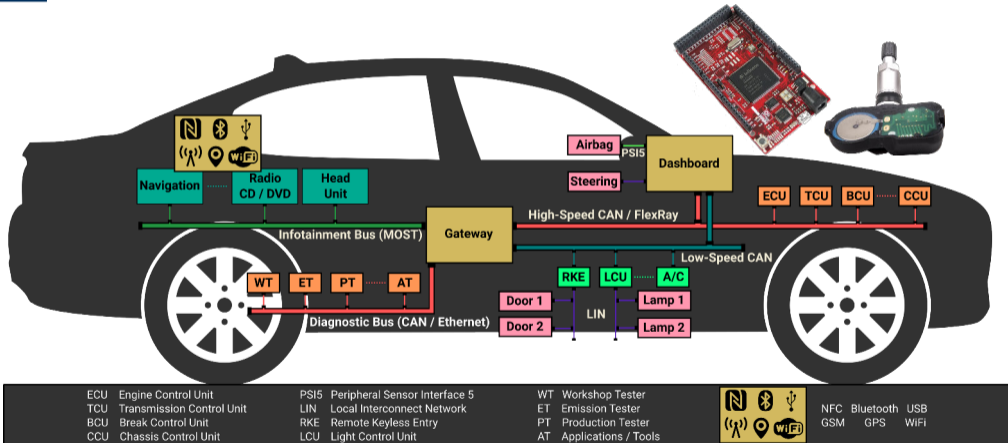 Airbag
PSI5
Dashboard
Steering
Navigation
Radio
CD / DVD
Head
Unit
WiFi
ECU
TCU
BCU
CCU
High-Speed CAN / FlexRay
Infotainment Bus (MOST)
Gateway
Low-Speed CAN
WT
ET
PT
AT
RKE
LCU
A/C
Door 1
Lamp 1
LIN
Door 2
Lamp 2
Diagnostic Bus (CAN / Ethernet)
ECU Engine Control Unit
TCU Transmission Control Unit
BCU Break Control Unit
CCU Chassis Control Unit
PSI5 Peripheral Sensor Interface 5
LIN Local Interconnect Network
RKE Remote Keyless Entry
LCU Light Control Unit
WT Workshop Tester
ET Emission Tester
PT Production Tester
AT Applications / Tools
WiFi
NFC Bluetooth USB
GSM GPS WiFi